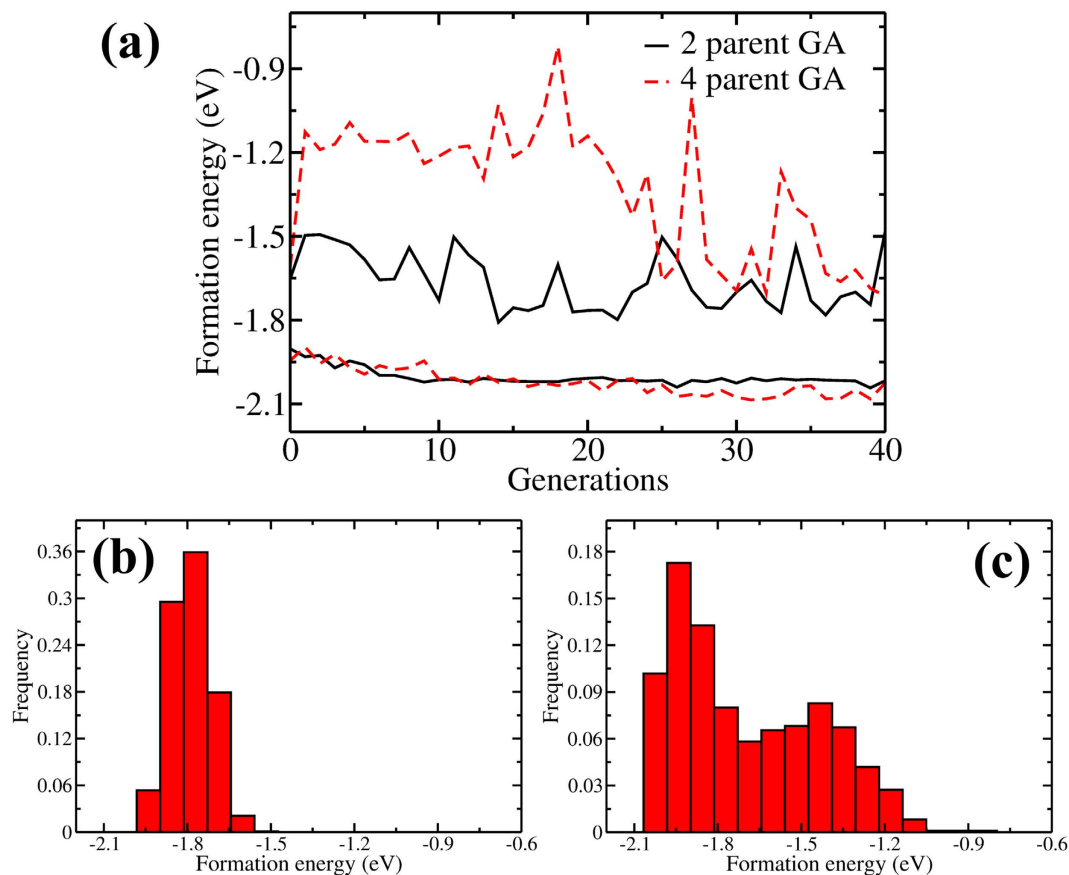 (a)
2 parent GA
4 parent GA
Formation energy (eV)
-0.9
-1.2
-1.5
-1.8
-2.1
0 10 20 30 40
Generations
(b)
Frequency
0.36
0.3
0.24
0.18
0.12
0.06
0
-2.1 -1.8 -1.5 -1.2 -0.9 -0.6
Formation energy (eV)
(c)
Frequency
0.18
0.15
0.12
0.09
0.06
0.03
0
-2.1 -1.8 -1.5 -1.2 -0.9 -0.6
Formation energy (eV)